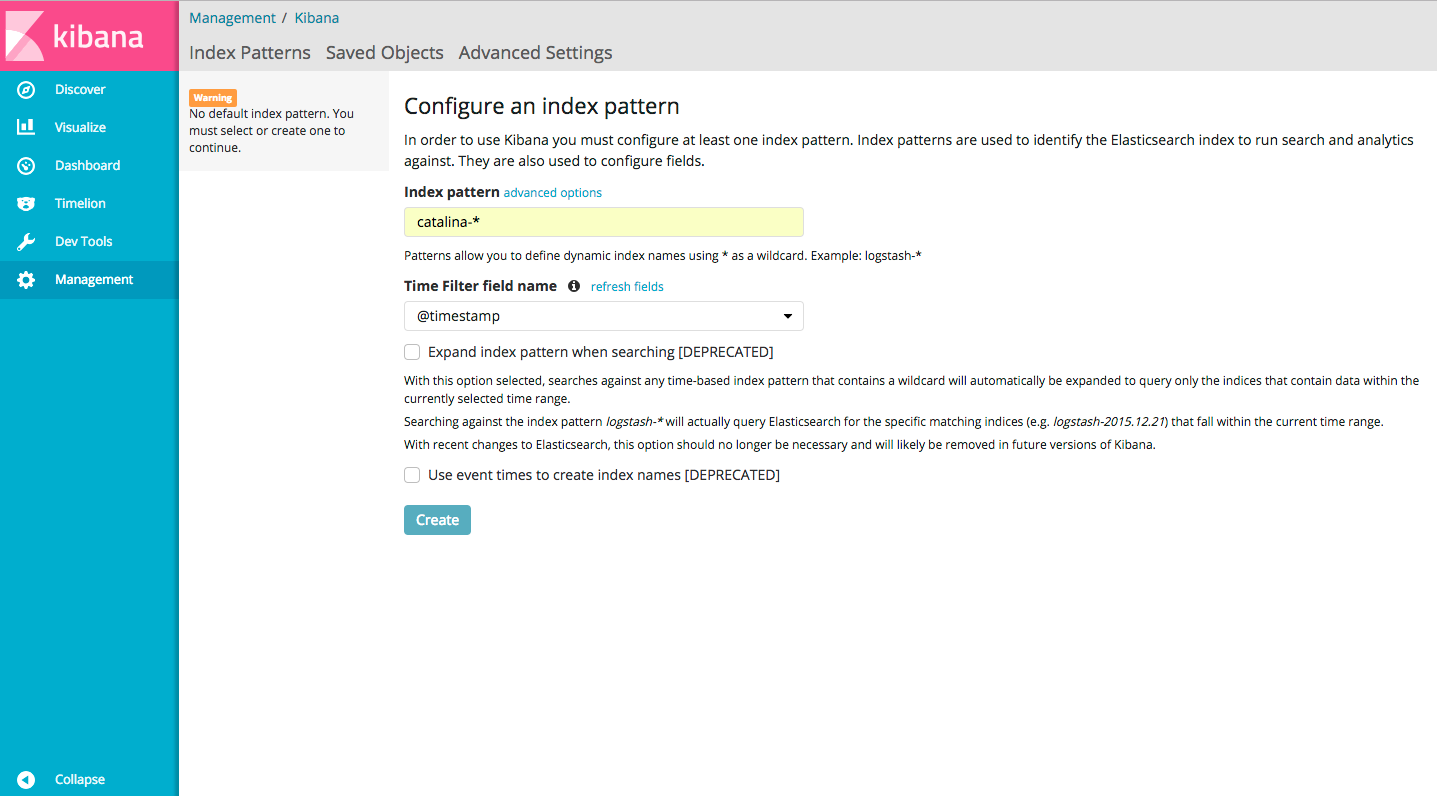 kibana
Discover
Visualize
Dashboard
Timelion
Dev Tools
Management
Collapse
Management / Kibana
Index Patterns Saved Objects Advanced Settings
Warning
No default index pattern. You
must select or create one to
continue.
Configure an index pattern
In order to use Kibana you must configure at least one index pattern. Index patterns are used to identify the Elasticsearch index to run search and analytics
against. They are also used to configure fields.
Index pattern advanced options
catalina-*
Patterns allow you to define dynamic index names using * as a wildcard. Example: logstash-*
Time Filter field name refresh fields
@timestamp
Expand index pattern when searching [DEPRECATED]
With this option selected, searches against any time-based index pattern that contains a wildcard will automatically be expanded to query only the indices that contain data within the
currently selected time range.
Searching against the index pattern logstash-* will actually query Elasticsearch for the specific matching indices (e.g. logstash-2015.12.21) that fall within the current time range.
With recent changes to Elasticsearch, this option should no longer be necessary and will likely be removed in future versions of Kibana.
Use event times to create index names [DEPRECATED]
Create